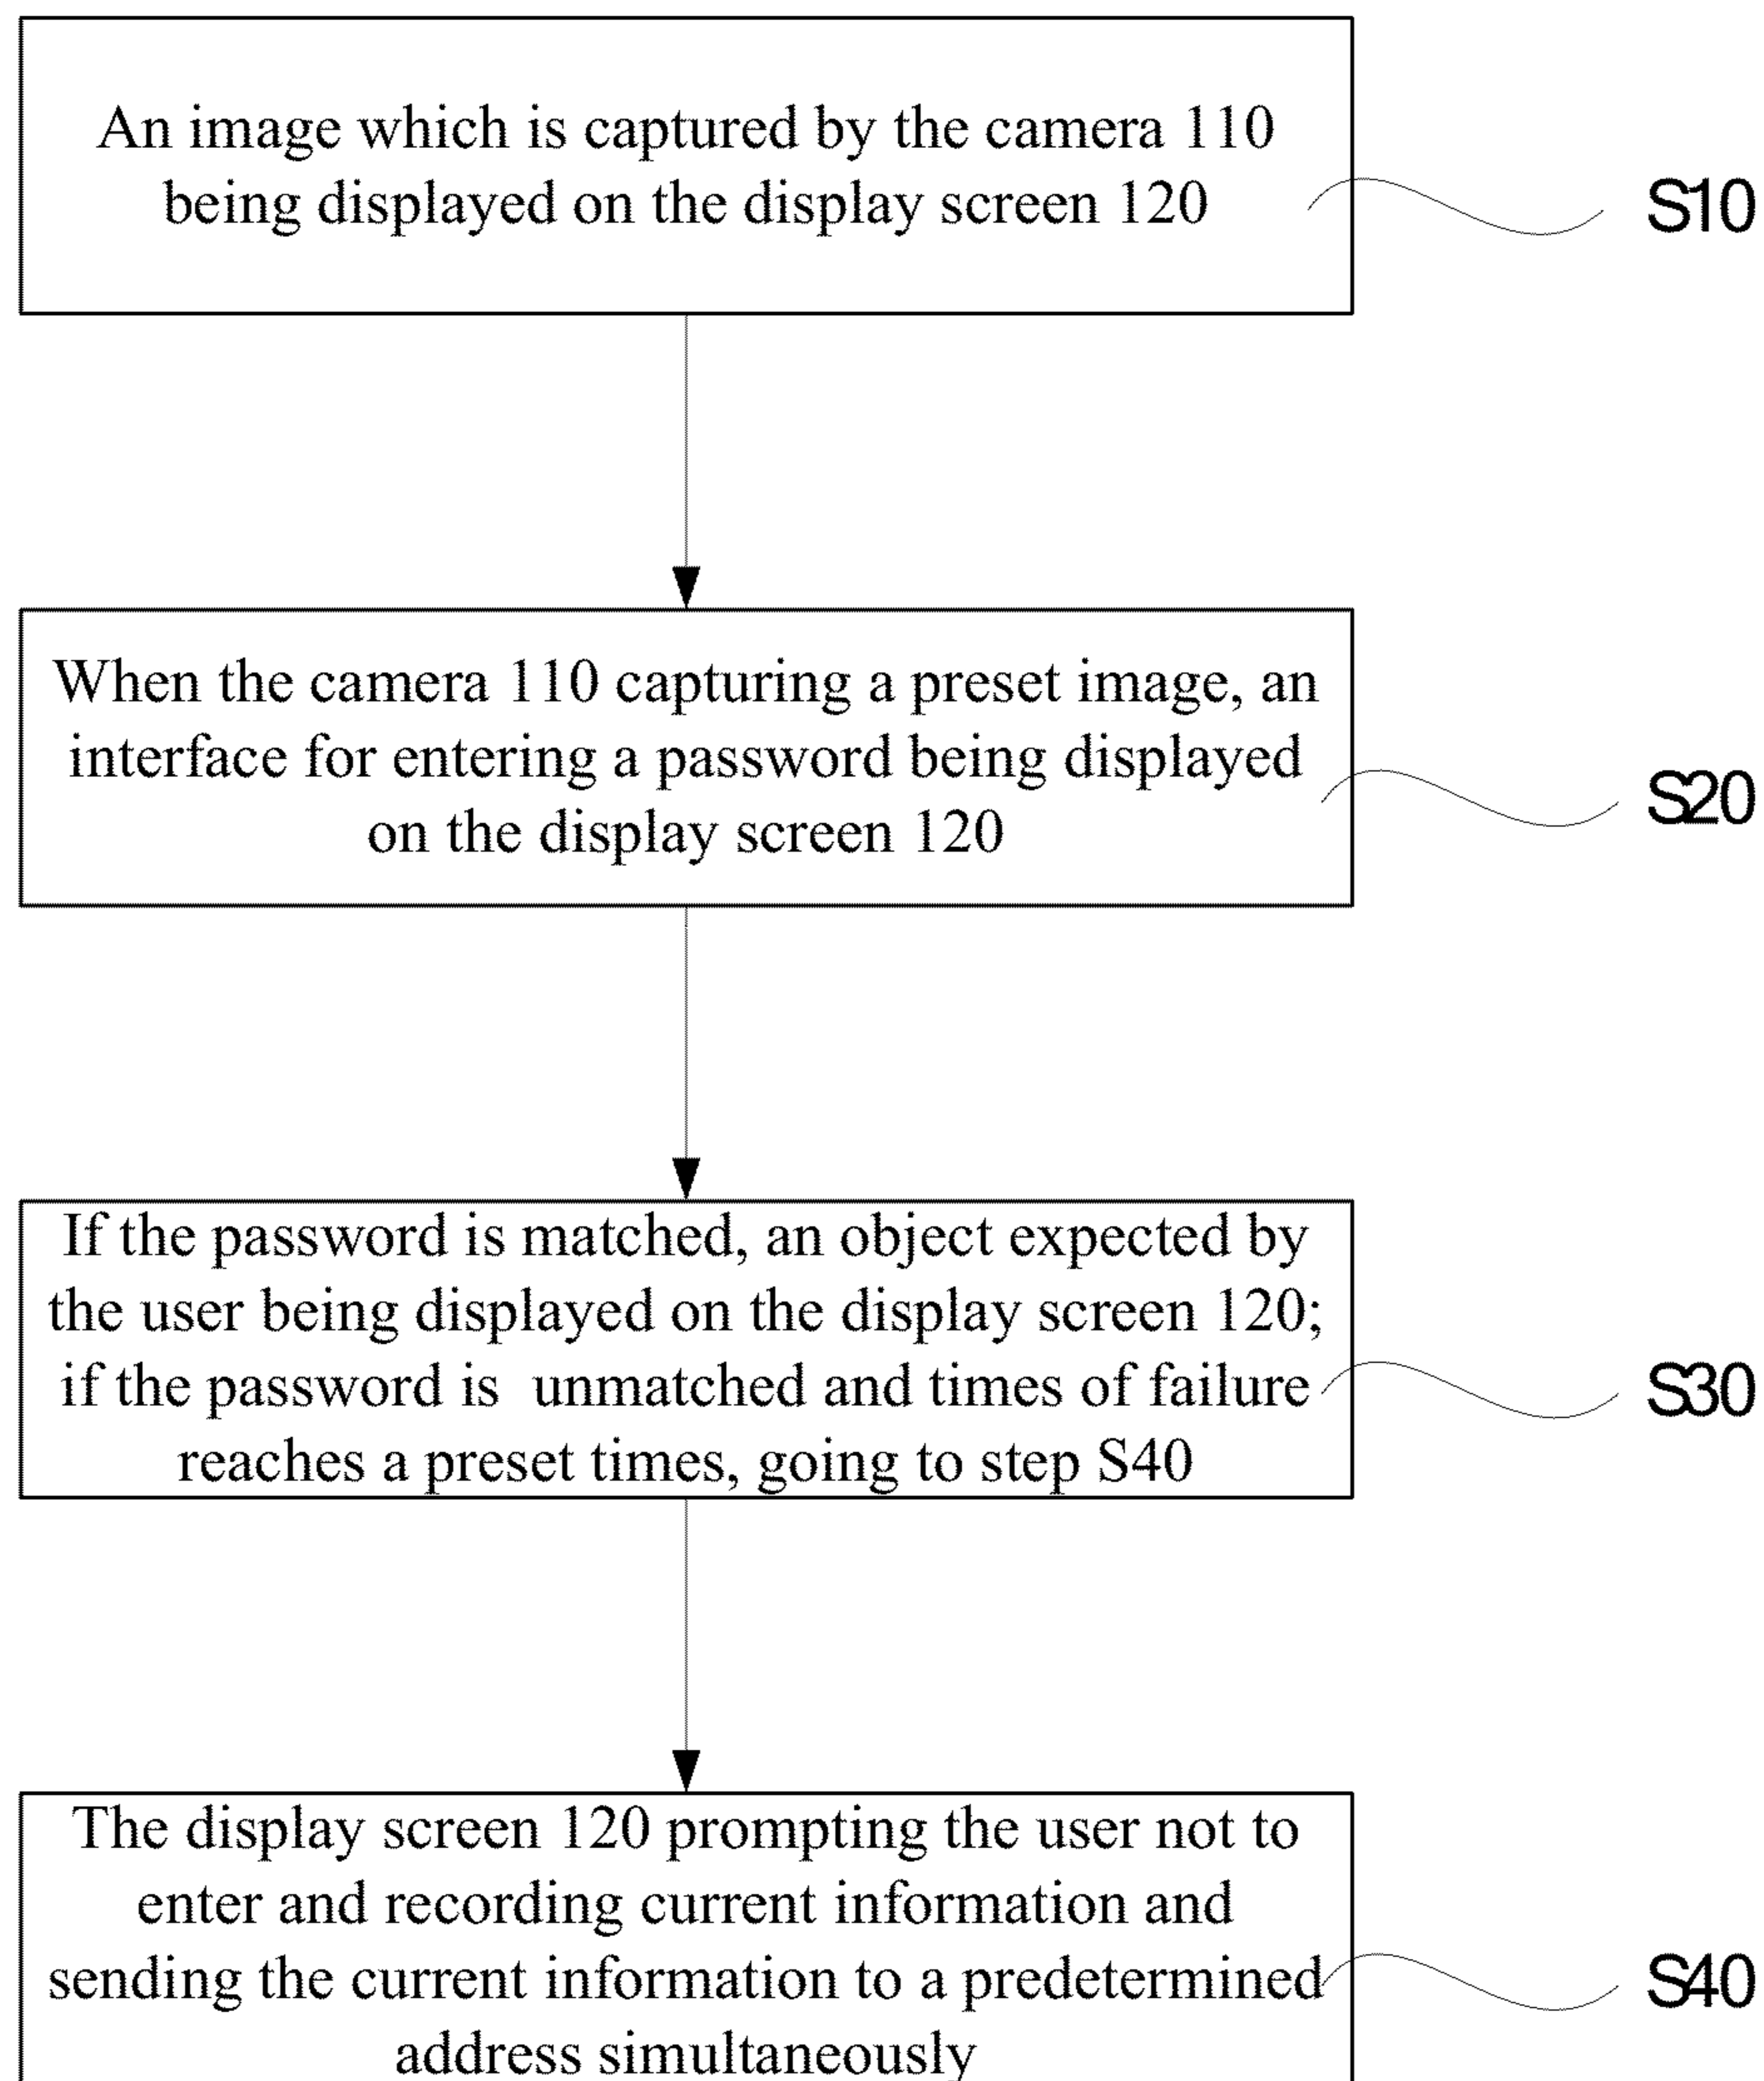 An image which is captured by the camera 110
being displayed on the display screen 120
S10
When the camera 110 capturing a preset image, an
interface for entering a password being displayed
on the display screen 120
S20
If the password is matched, an object expected by
the user being displayed on the display screen 120;
if the password is  unmatched and times of failure
reaches a preset times, going to step S40
S30
The display screen 120 prompting the user not to
enter and recording current information and
sending the current information to a predetermined
address simultaneously
S40